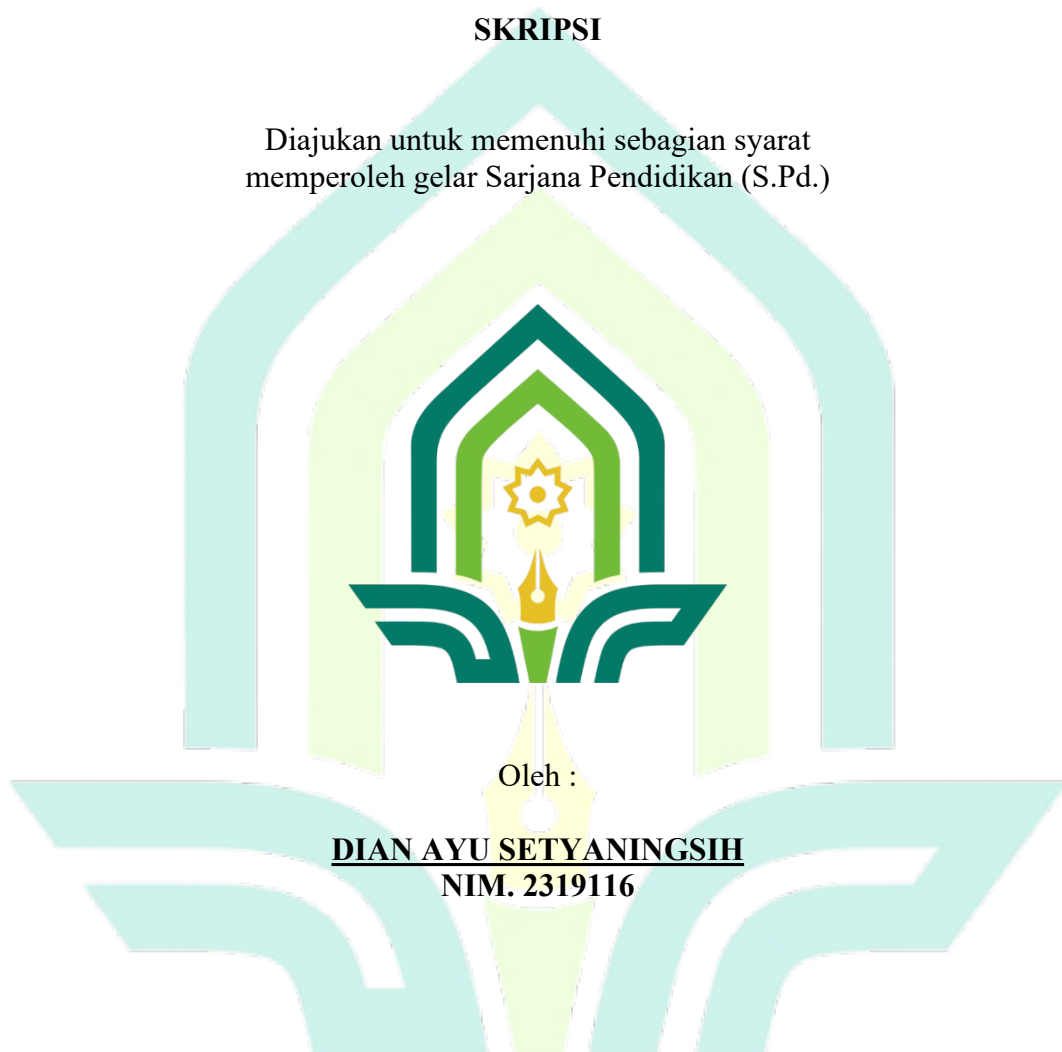 SKRIPSI
Diajukan untuk memenuhi sebagian syarat
memperoleh gelar Sarjana Pendidikan (S.Pd.)
Oleh :
DIAN AYU SETYANINGSIH
NIM. 2319116